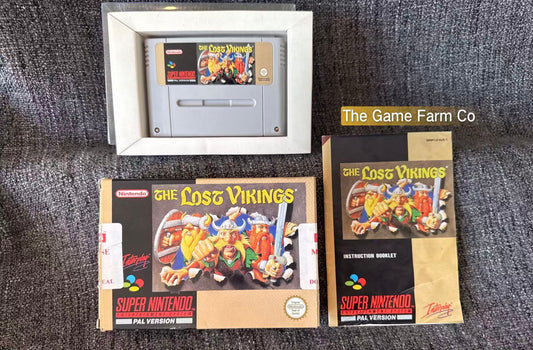 Nintendo
THE LOST VIKINGS
SUPER NINTENDO
The Game Farm Co
Nintendo
THE LOST VIKINGS
Interplay
SUPER NINTENDO
ENTERTAINMENT SYSTEM
PAL VERSION
THE LOST VIKINGS
INSTRUCTION BOOKLET
SUPER NINTENDO
ENTERTAINMENT SYSTEM
PAL VERSION
Interplay